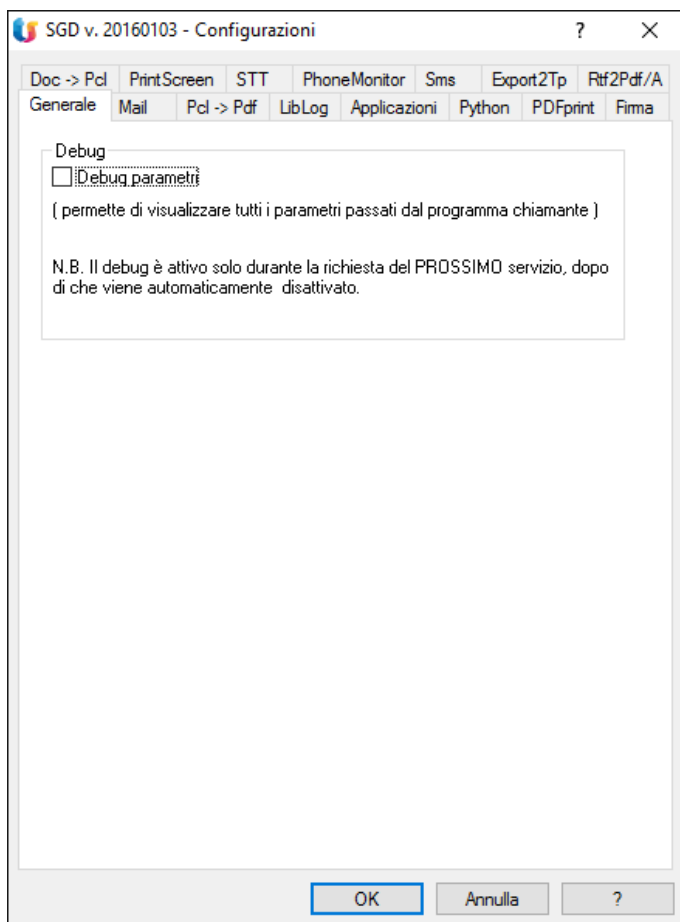 SGD v. 20160103 - Configurazioni ?
Doc -> Pcl PrintScreen STT PhoneMonitor Sms Export2Tp Rtf2Pdf/A
Generale Mail Pcl -> Pdf LibLog Applicazioni Python PDFprint Firma
Debug
Debug parametri
( permette di visualizzare tutti i parametri passati dal programma chiamante )
N.B. Il debug è attivo solo durante la richiesta del PROSSIMO servizio, dopo
di che viene automaticamente disattivato.
OK Annulla ?